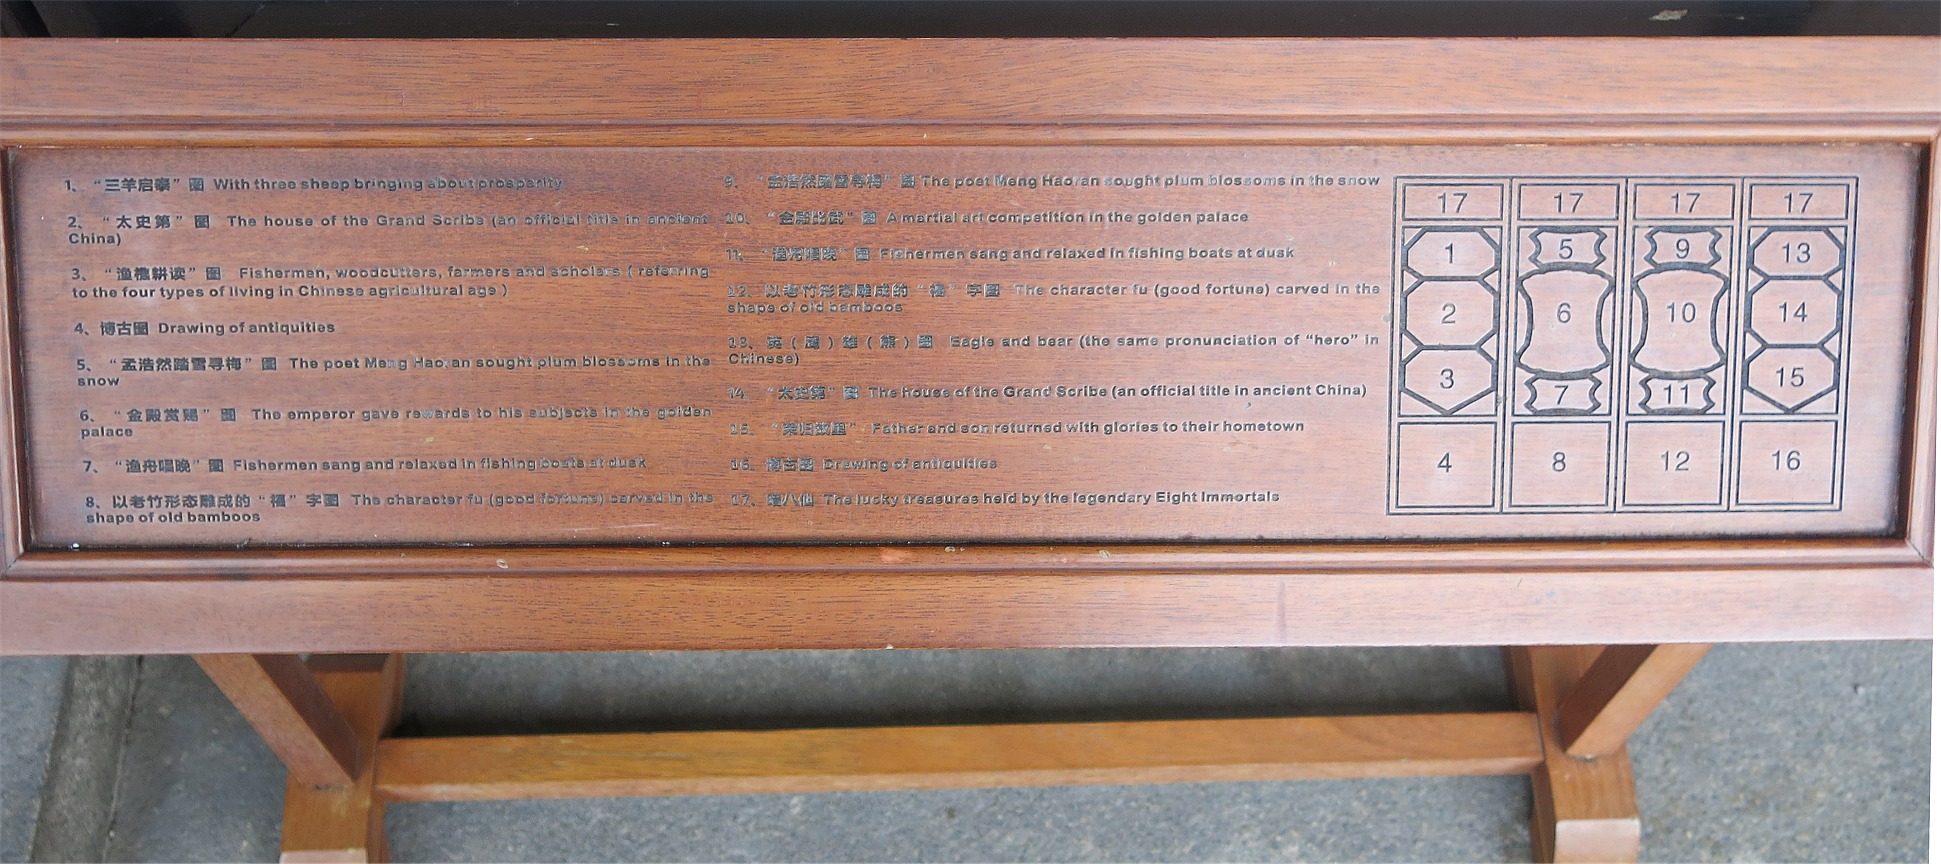 1、“三羊启泰”图 With three sheep bringing about prosperity
2、“太史第”图 The house of the Grand Scribe (an official title in ancient
China)
3、“渔樵耕读”图 Fishermen, woodcutters, farmers and scholars ( referring
to the four types of living in Chinese agricultural age )
4、博古图 Drawing of antiquities
5、“孟浩然踏雪寻梅”图 The poet Meng Haoran sought plum blossoms in the
snow
6、“金殿赏赐”图 The emperor gave rewards to his subjects in the golden
palace
7、“渔舟唱晚”图 Fishermen sang and relaxed in fishing boats at dusk
8、以老竹形态雕成的“福”字图 The character fu (good fortune) carved in the
shape of old bamboos
9、“孟浩然踏雪寻梅”图 The poet Meng Haoran sought plum blossoms in the snow
10、“金殿比武”图 A martial art competition in the golden palace
11、“渔舟唱晚”图 Fishermen sang and relaxed in fishing boats at dusk
12、以老竹形态雕成的“福”字图 The character fu (good fortune) carved in the
shape of old bamboos
13、英(鹰)雄(熊)图 Eagle and bear (the same pronunciation of “hero” in
Chinese)
14、“太史第”图 The house of the Grand Scribe (an official title in ancient China)
15、“荣归故里” Father and son returned with glories to their hometown
16、博古图 Drawing of antiquities
17、暗八仙 The lucky treasures held by the legendary Eight Immortals
17 17 17 17
1 5 9 13
2 6 10 14
3 7 11 15
4 8 12 16